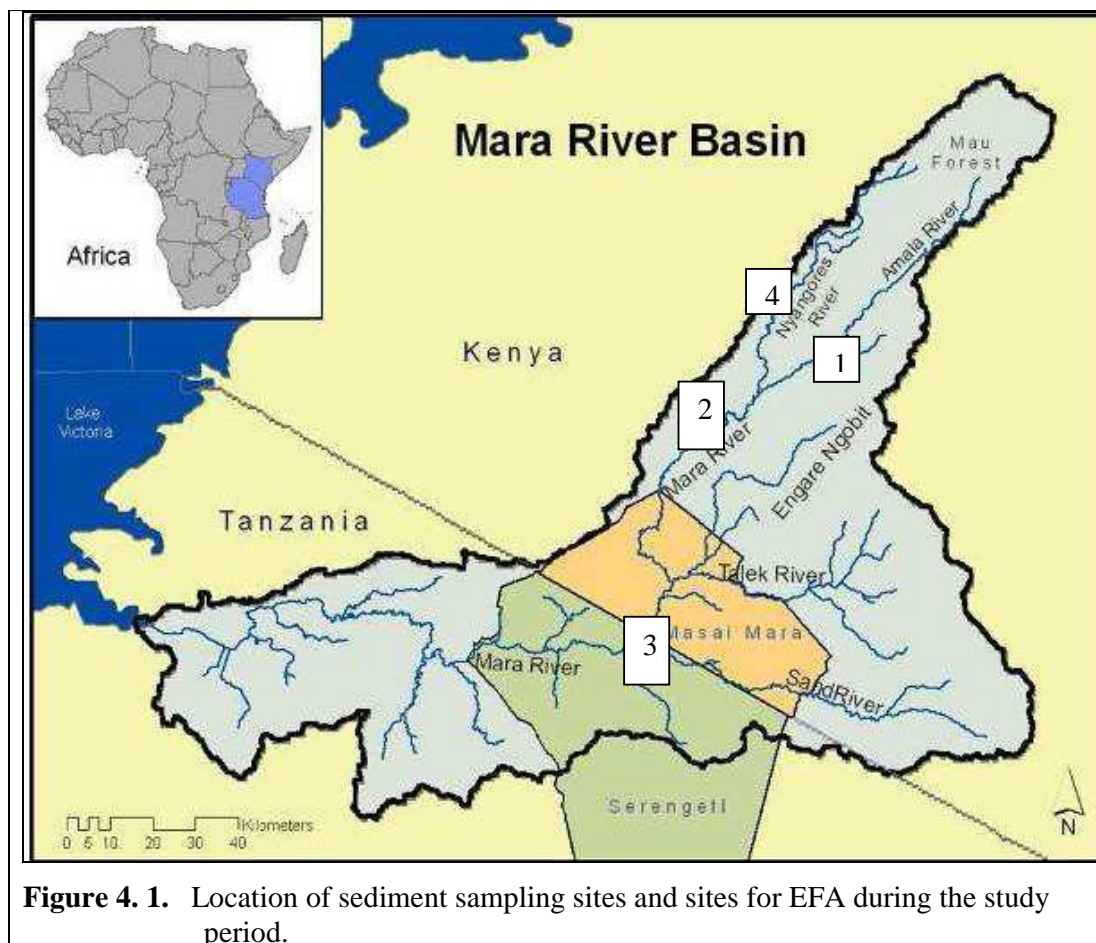 Mara River Basin
Africa
Mau
Forest
Amala River
Nyangores
River
4
1
Kenya
2
Lake
Victoria
Mara River
Engare Ngobit
Tanzania
Talek River
Masai Mara
3
Mara River
Sand River
Serengeti
Kilometers
0 5 10 20 30 40
N
Figure 4. 1. Location of sediment sampling sites and sites for EFA during the study
period.